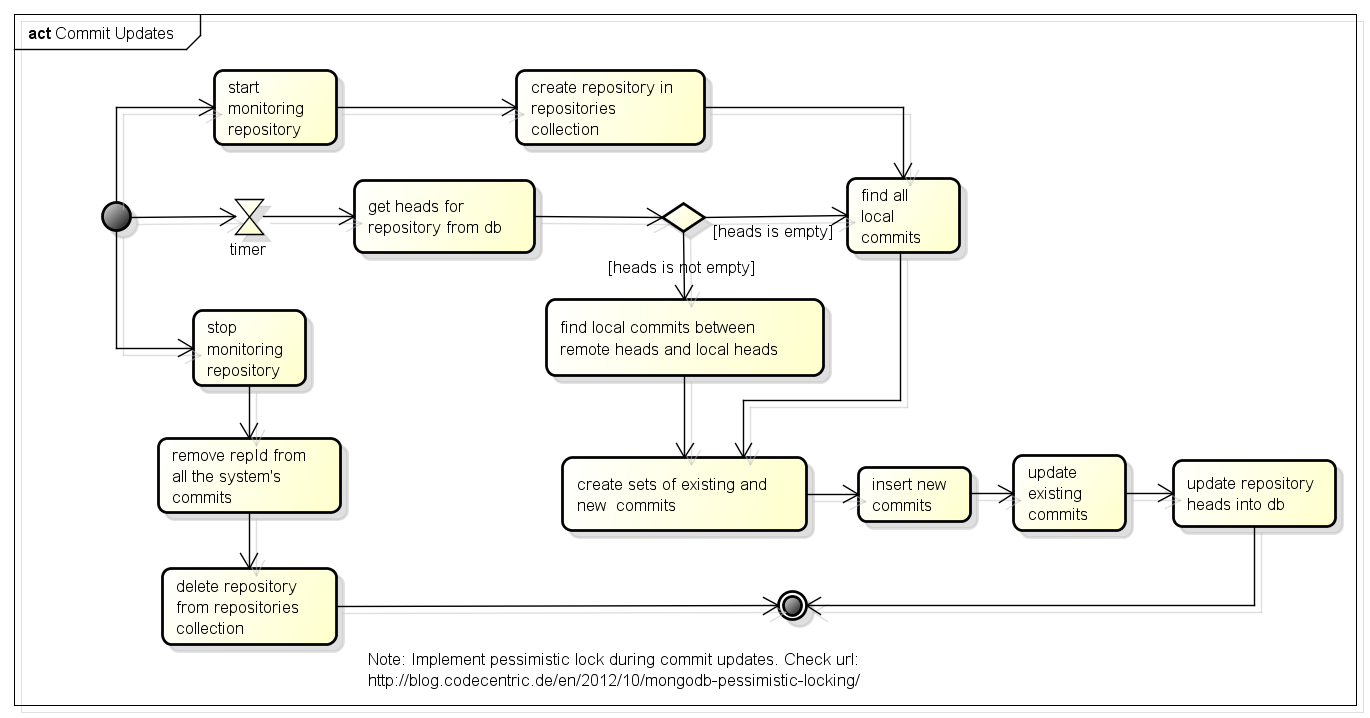 act Commit Updates
start
monitoring
repository
create repository in
repositories
collection
get heads for
repository from db
timer
[heads is empty]
find all
local
commits
[heads is not empty]
find local commits between
remote heads and local heads
stop
monitoring
repository
remove repId from
all the system's
commits
create sets of existing and
new commits
insert new
commits
update
existing
commits
update repository
heads into db
delete repository
from repositories
collection
Note: Implement pessimistic lock during commit updates. Check url:
http://blog.codecentric.de/en/2012/10/mongodb-pessimistic-locking/